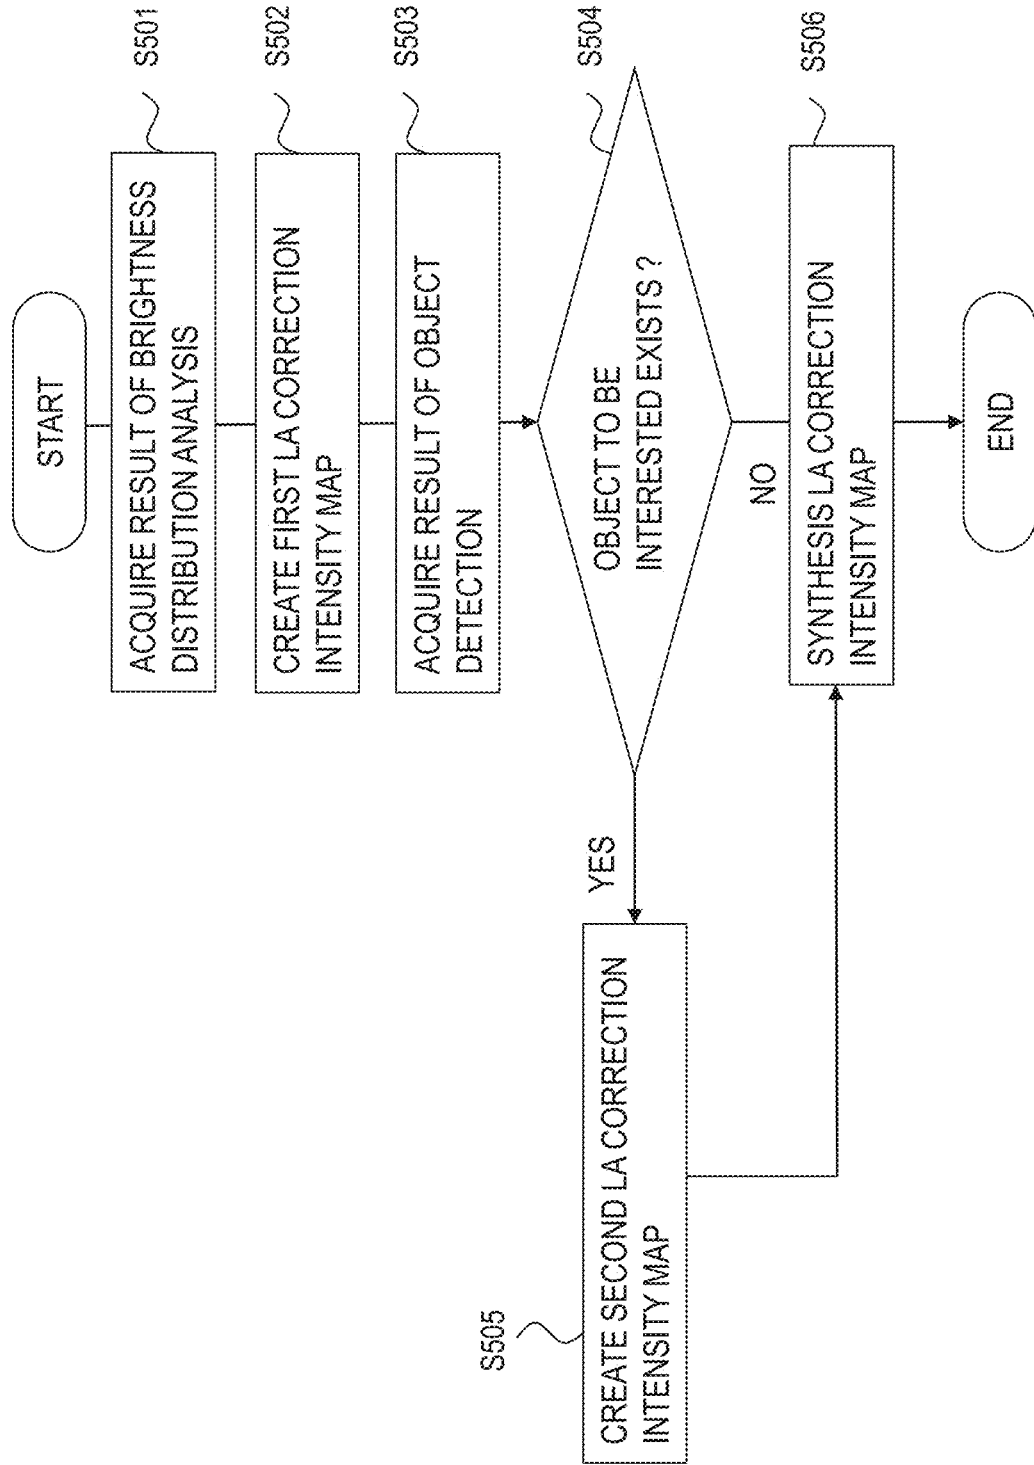 START
S501
ACQUIRE RESULT OF BRIGHTNESS
DISTRIBUTION ANALYSIS
S502
CREATE FIRST LA CORRECTION
INTENSITY MAP
S503
ACQUIRE RESULT OF OBJECT
DETECTION
S504
OBJECT TO BE
INTERESTED EXISTS ?
YES
NO
S505
CREATE SECOND LA CORRECTION
INTENSITY MAP
S506
SYNTHESIS LA CORRECTION
INTENSITY MAP
END